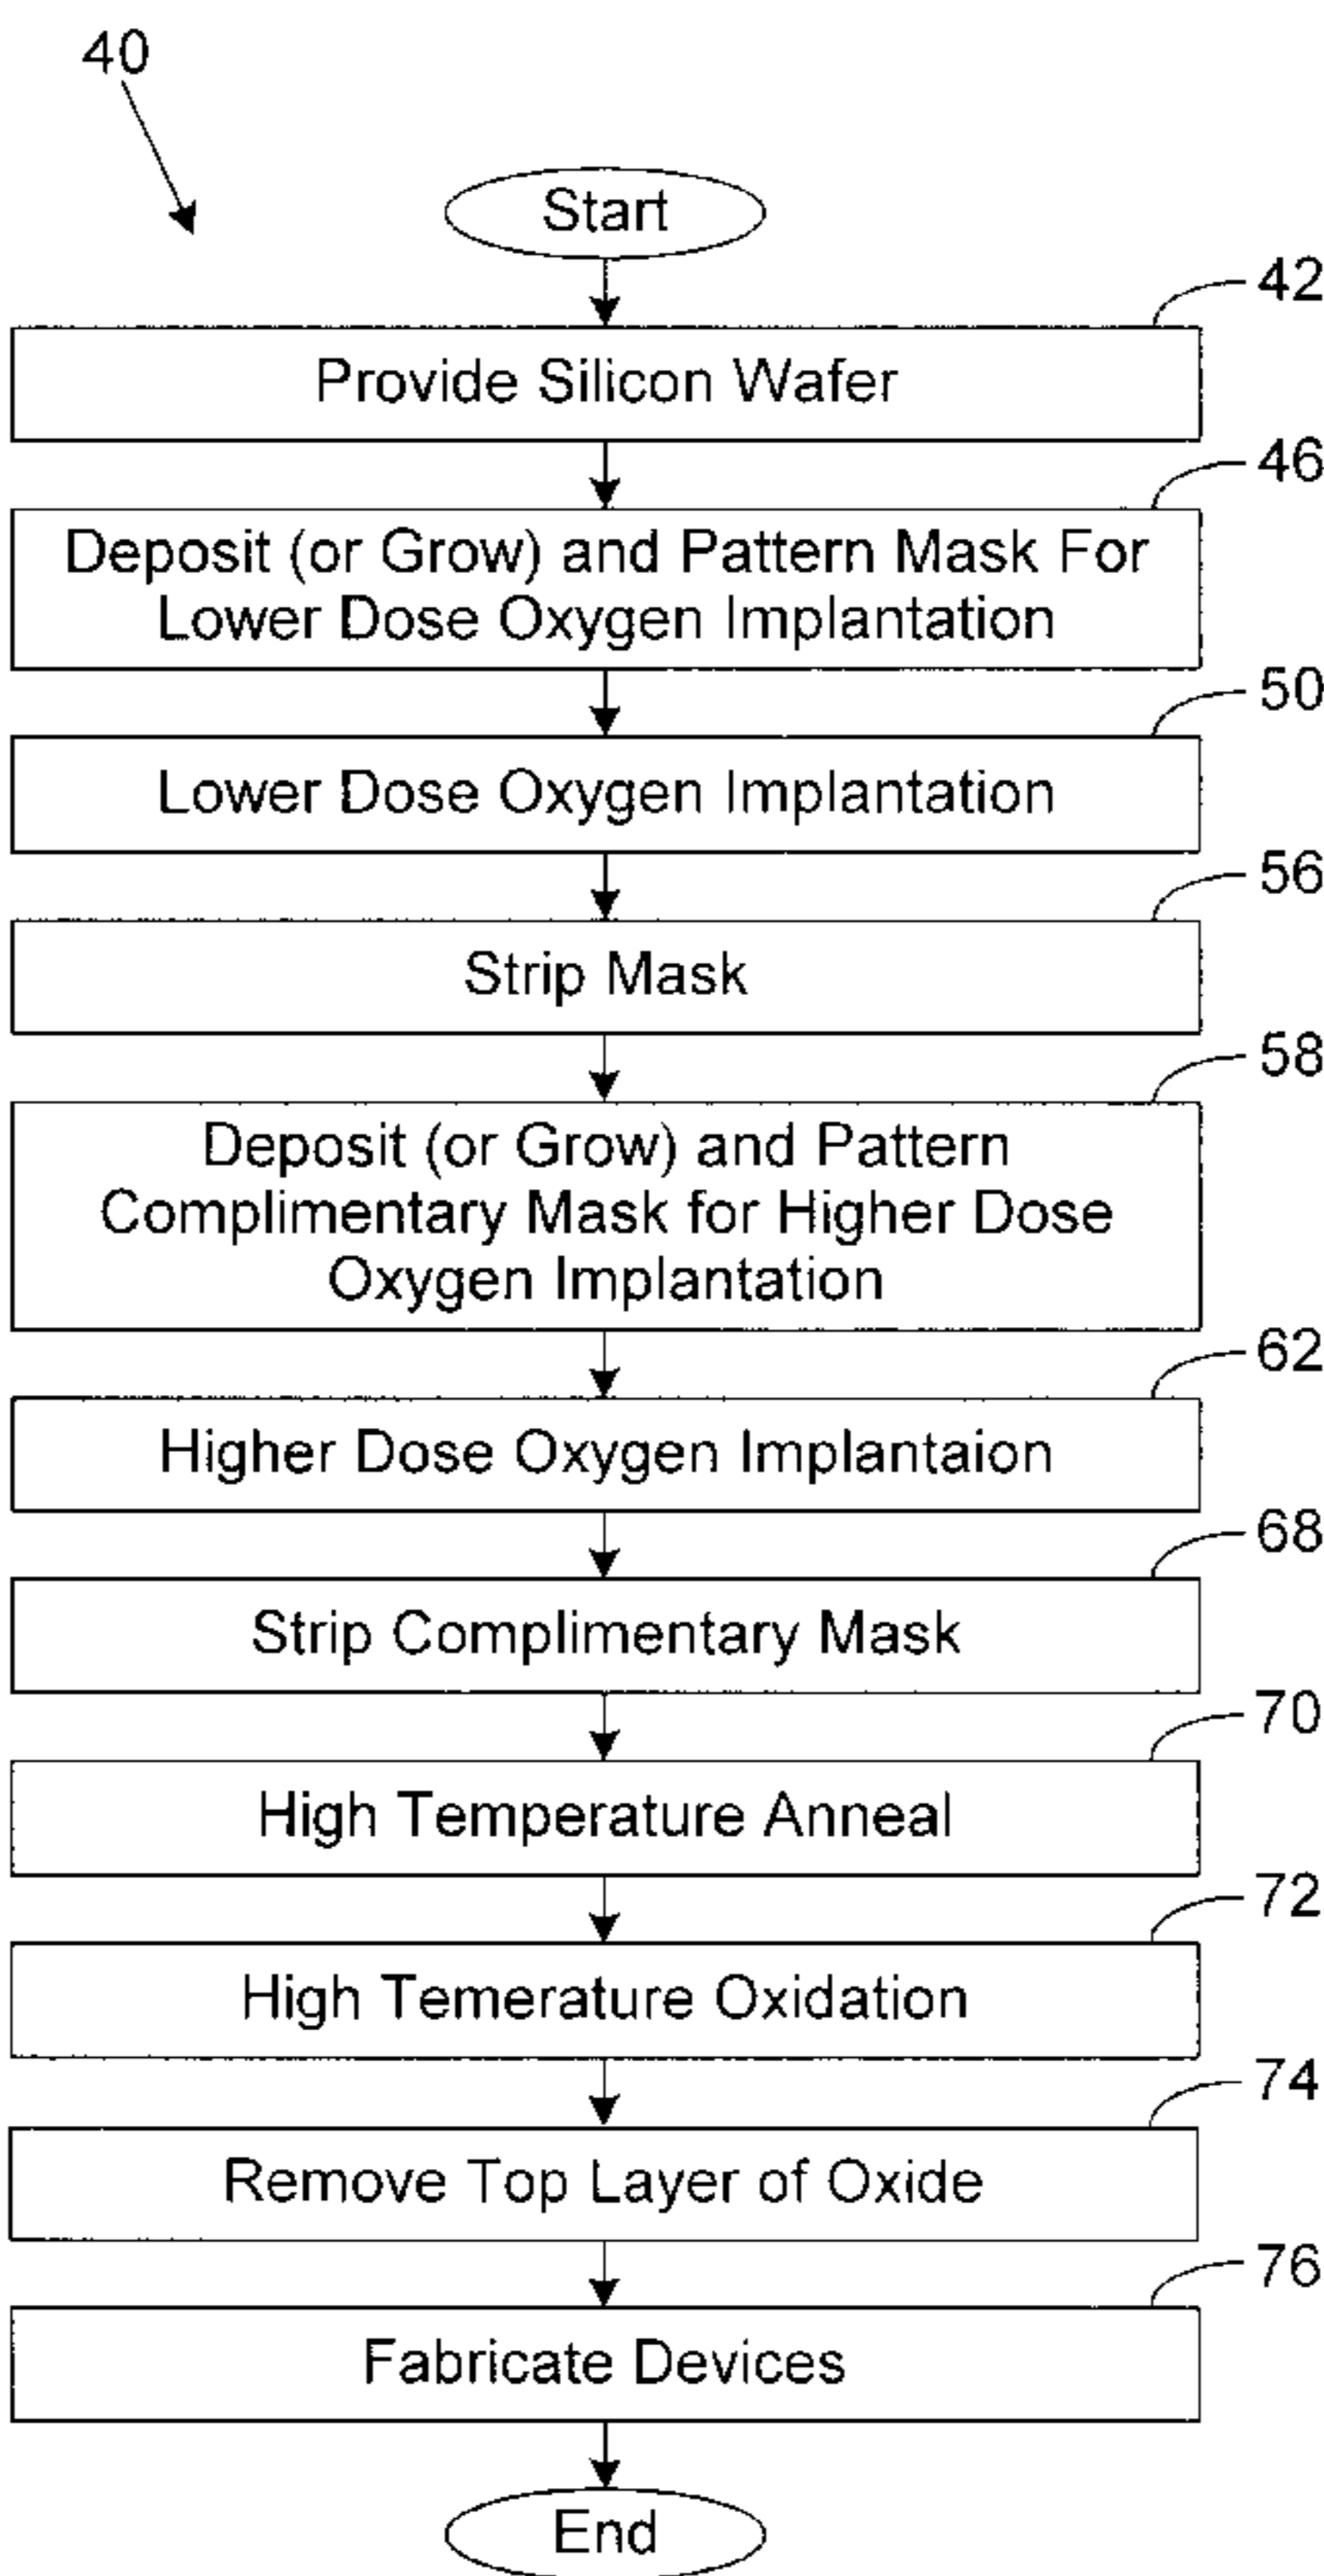 40
Start
42
Provide Silicon Wafer
46
Deposit (or Grow) and Pattern Mask For
Lower Dose Oxygen Implantation
50
Lower Dose Oxygen Implantation
56
Strip Mask
58
Deposit (or Grow) and Pattern
Complimentary Mask for Higher Dose
Oxygen Implantation
62
Higher Dose Oxygen Implantaion
68
Strip Complimentary Mask
70
High Temperature Anneal
72
High Temerature Oxidation
74
Remove Top Layer of Oxide
76
Fabricate Devices
End